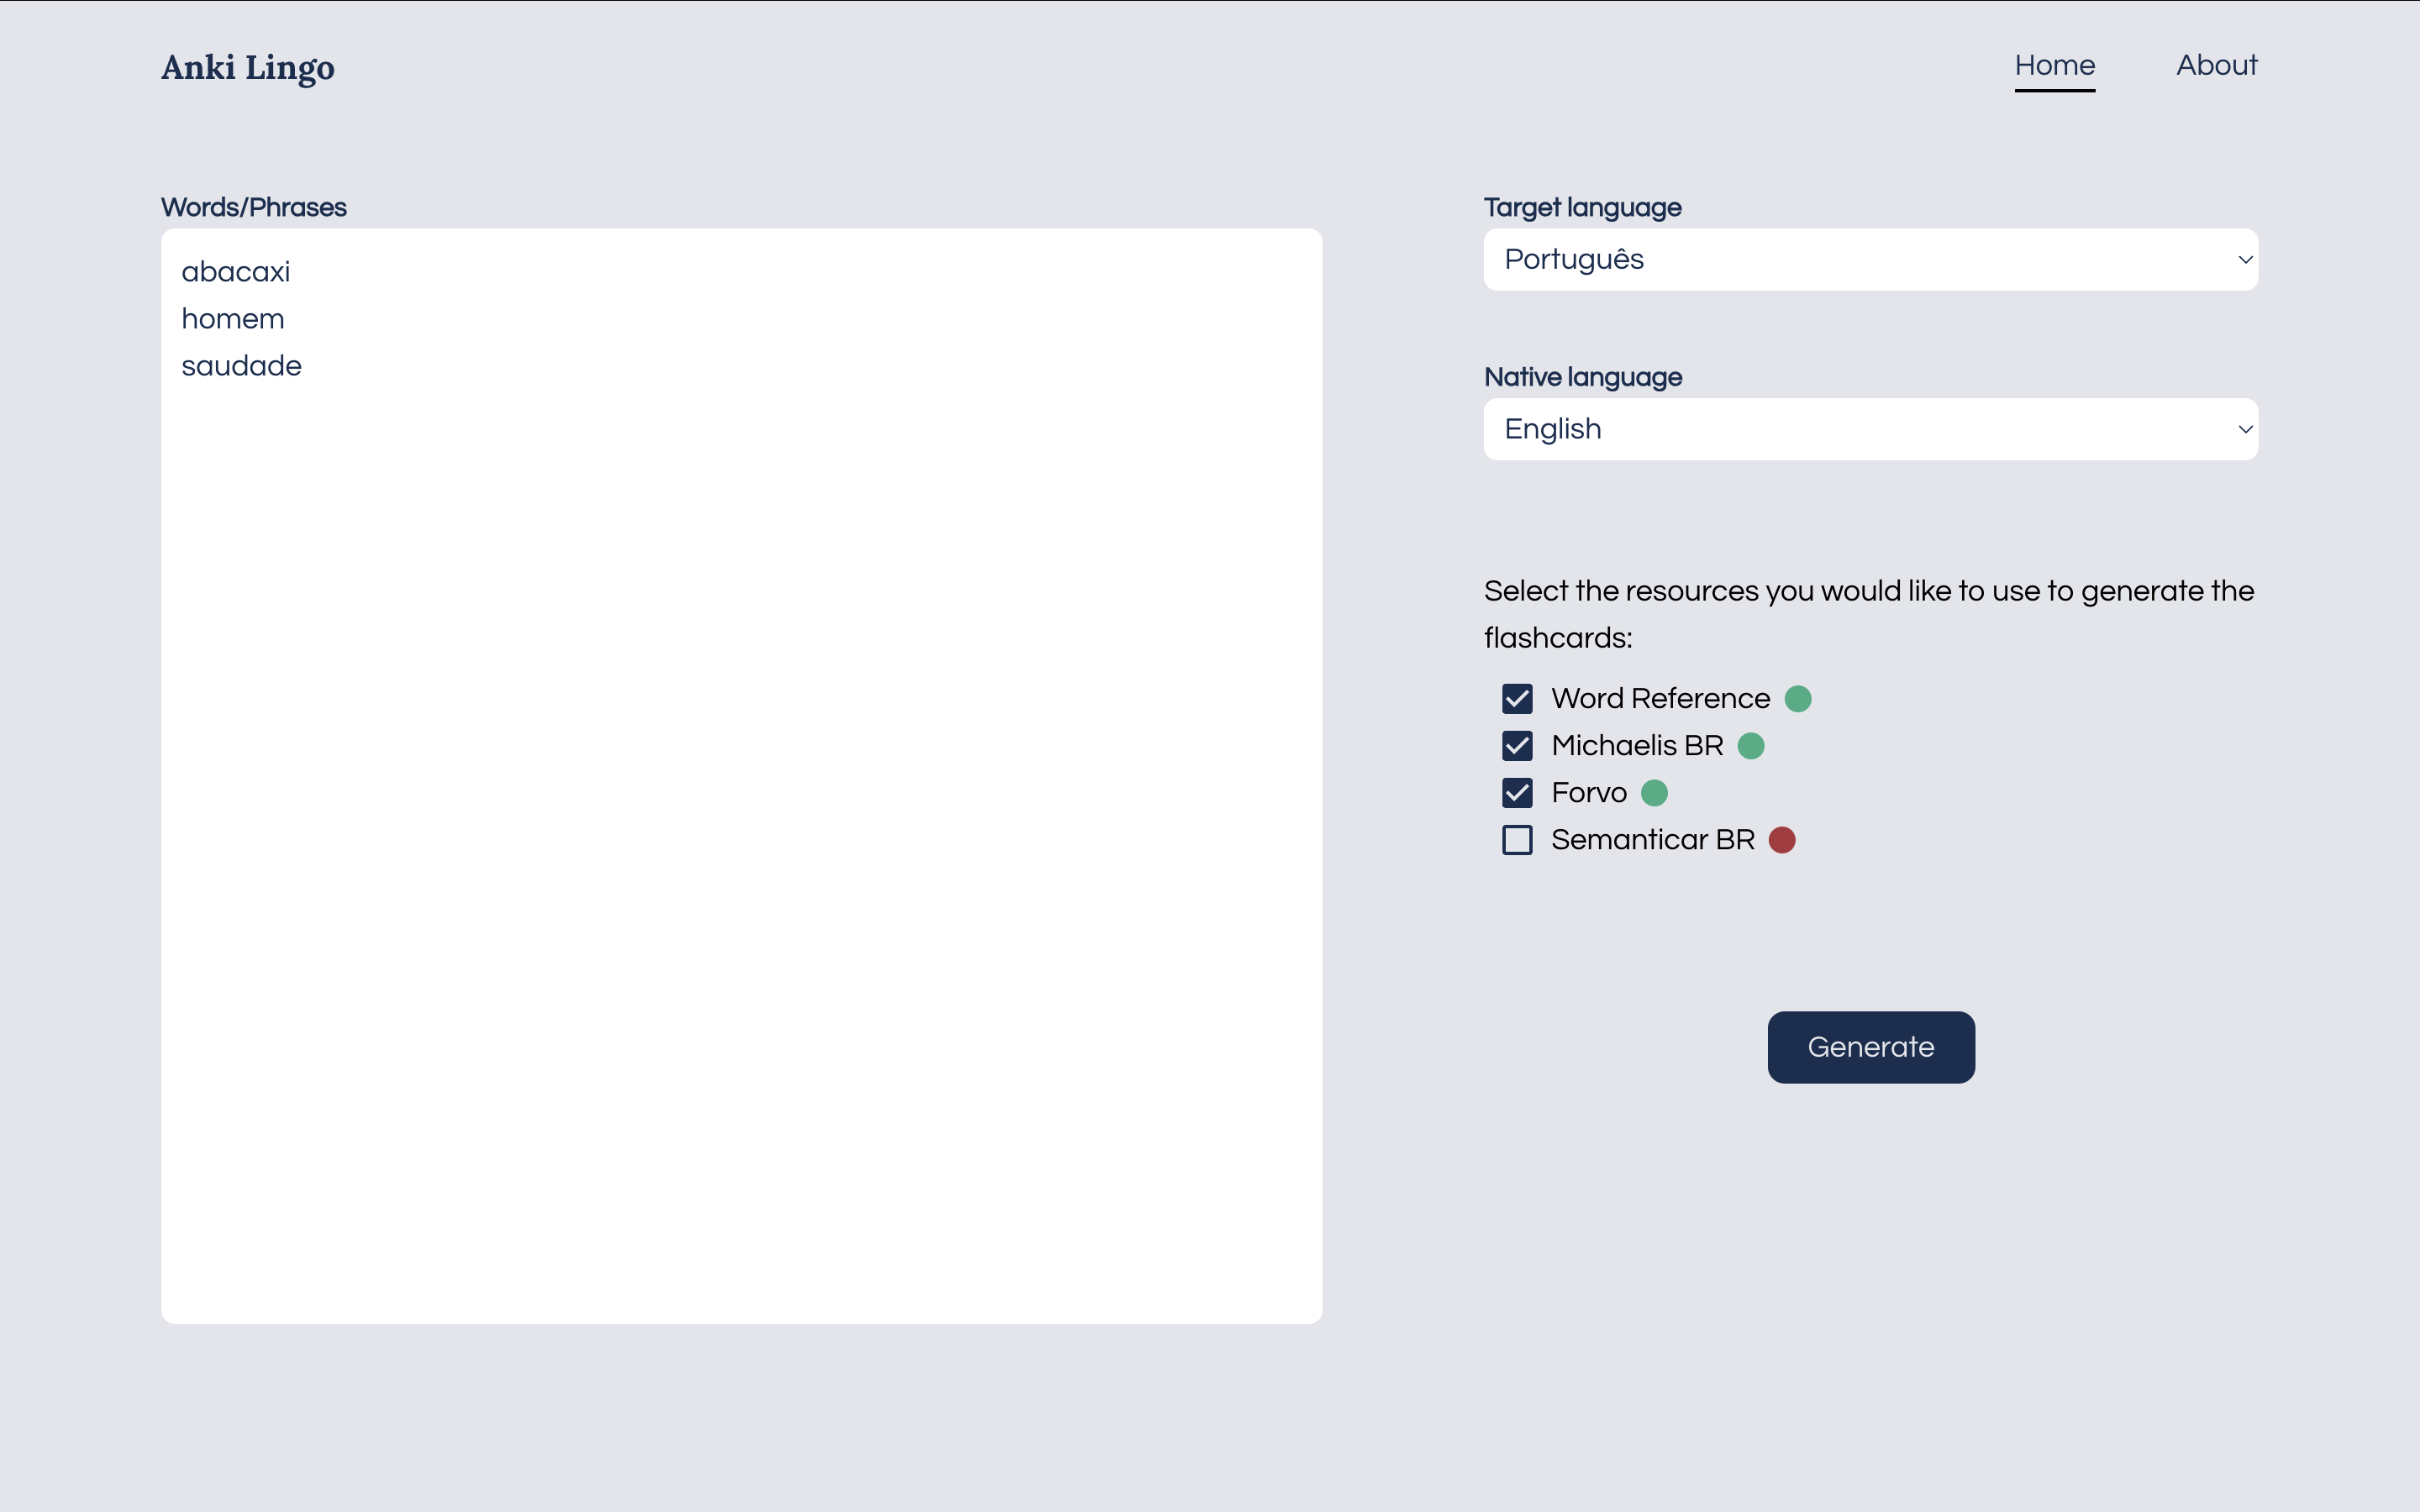 Anki Lingo
Home
About
Words/Phrases
abacaxi
homem
saudade
Target language
Português
Native language
English
Select the resources you would like to use to generate the
flashcards:
Word Reference
Michaelis BR
Forvo
Semanticar BR
Generate